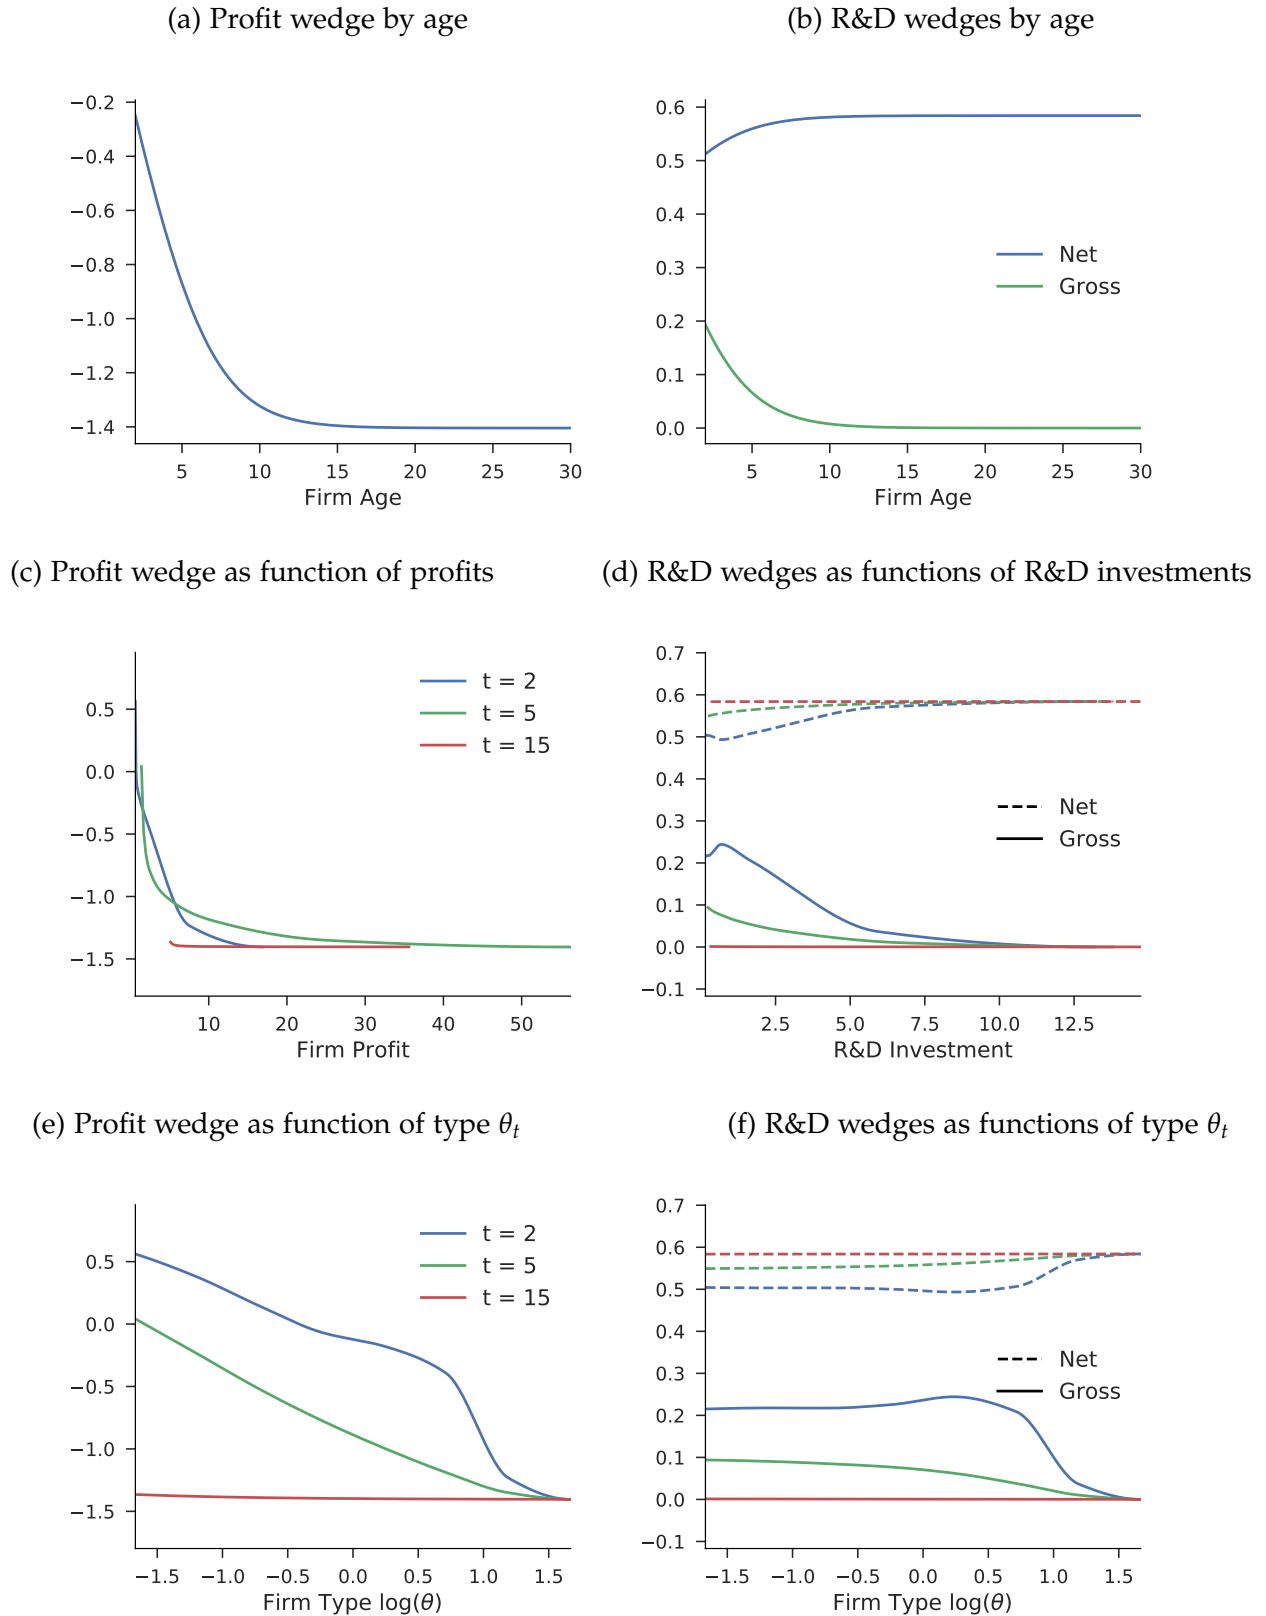 (a) Profit wedge by age
−0.2
−0.4
−0.6
−0.8
−1.0
−1.2
−1.4
5 10 15 20 25 30
Firm Age
(b) R&D wedges by age
0.6
0.5
0.4
0.3
0.2
0.1
0.0
Net
Gross
5 10 15 20 25 30
Firm Age
(c) Profit wedge as function of profits
0.5
0.0
−0.5
−1.0
−1.5
t = 2
t = 5
t = 15
10 20 30 40 50
Firm Profit
(d) R&D wedges as functions of R&D investments
0.7
0.6
0.5
0.4
0.3
0.2
0.1
0.0
−0.1
Net
Gross
2.5 5.0 7.5 10.0 12.5
R&D Investment
(e) Profit wedge as function of type θₜ
0.5
0.0
−0.5
−1.0
−1.5
t = 2
t = 5
t = 15
−1.5 −1.0 −0.5 0.0 0.5 1.0 1.5
Firm Type log(θ)
(f) R&D wedges as functions of type θₜ
0.7
0.6
0.5
0.4
0.3
0.2
0.1
0.0
−0.1
Net
Gross
−1.5 −1.0 −0.5 0.0 0.5 1.0 1.5
Firm Type log(θ)